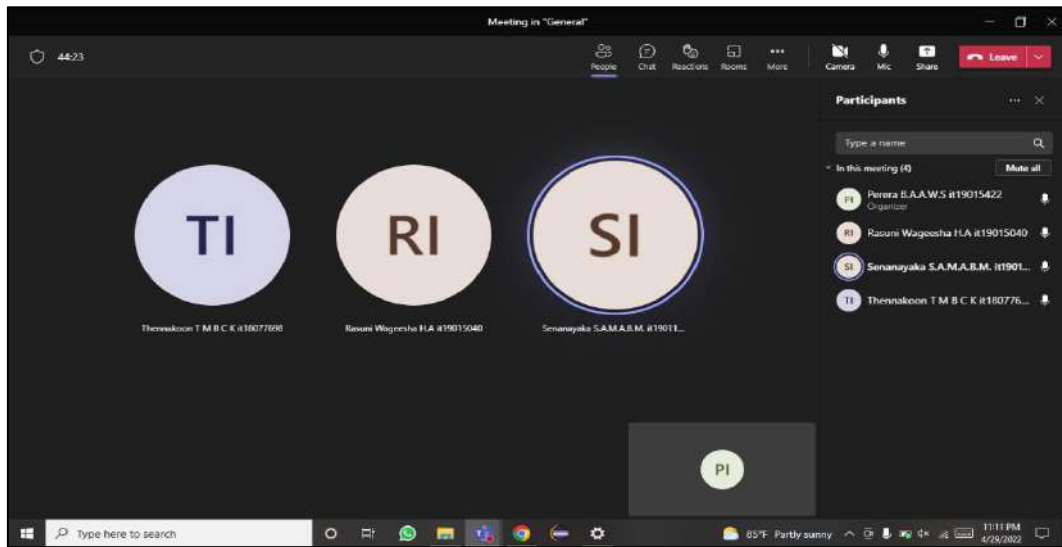 Meeting in "General"
44:23
People
Chat
Reactions
Rooms
More
Camera
Mic
Share
Leave
Participants
Type a name
In this meeting (4)
Mute all
PI
Perera B.A.A.W.S it19015422
Organizer
RI
Rasuni Wageesha H.A it19015040
SI
Senanayaka S.A.M.A.B.M. it1901...
TI
Thennakoon T M B C K it180776...
TI
RI
SI
Thennakoon T M B C K it18077698
Rasuni Wageesha H.A it19015040
Senanayaka S.A.M.A.B.M. it19011...
PI
Type here to search
85°F Partly sunny
11:11 PM
4/29/2022